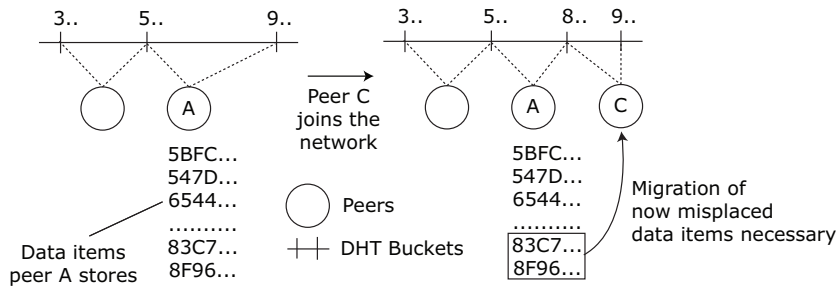 3.. 5.. 9..
A
5BFC...
547D...
6544...
..........
83C7...
8F96...
Data items
peer A stores
Peer C
joins the
network
Peers
DHT Buckets
3.. 5.. 8.. 9..
A C
5BFC...
547D...
6544...
..........
83C7...
8F96...
Migration of
now misplaced
data items necessary